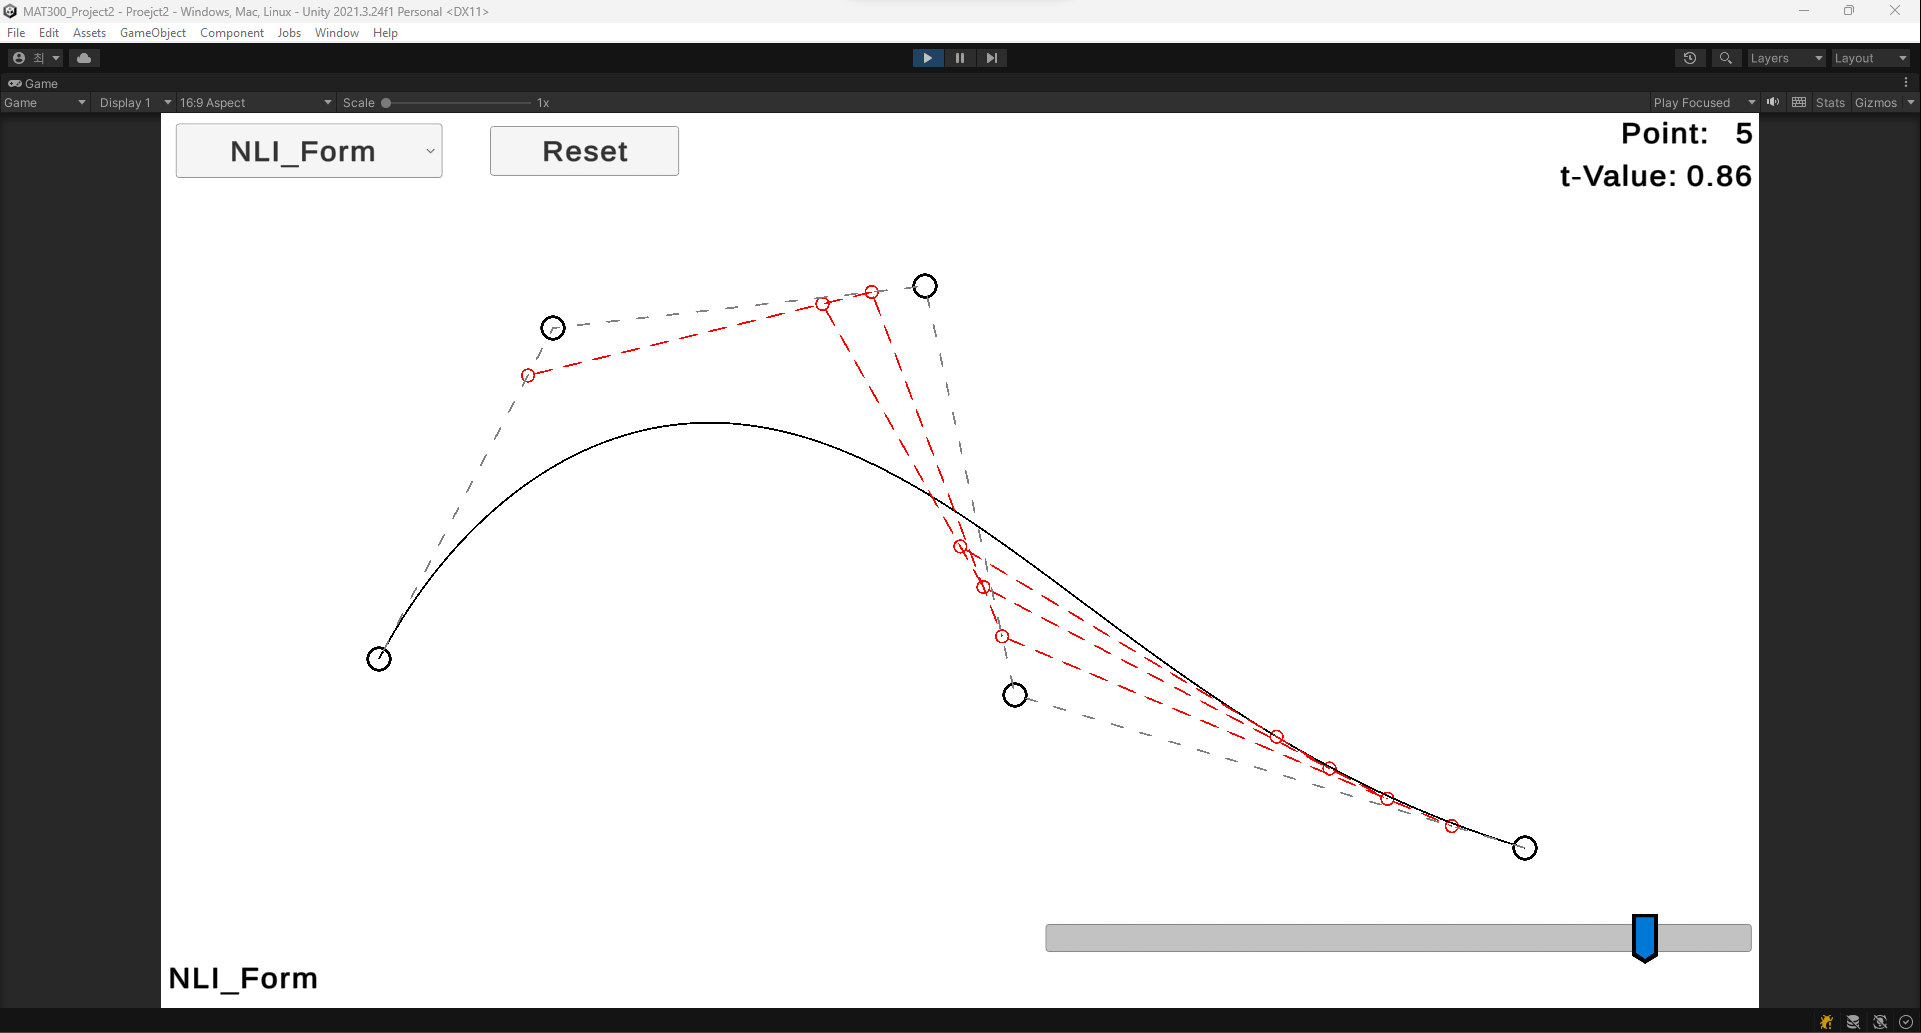 MAT300_Project2 - Proejct2 - Windows, Mac, Linux - Unity 2021.3.24f1 Personal <DX11>
File Edit Assets GameObject Component Jobs Window Help
최 Layers Layout
Game
Game Display 1 16:9 Aspect Scale 1x Play Focused Stats Gizmos
NLI_Form Reset Point: 5
t-Value: 0.86
NLI_Form